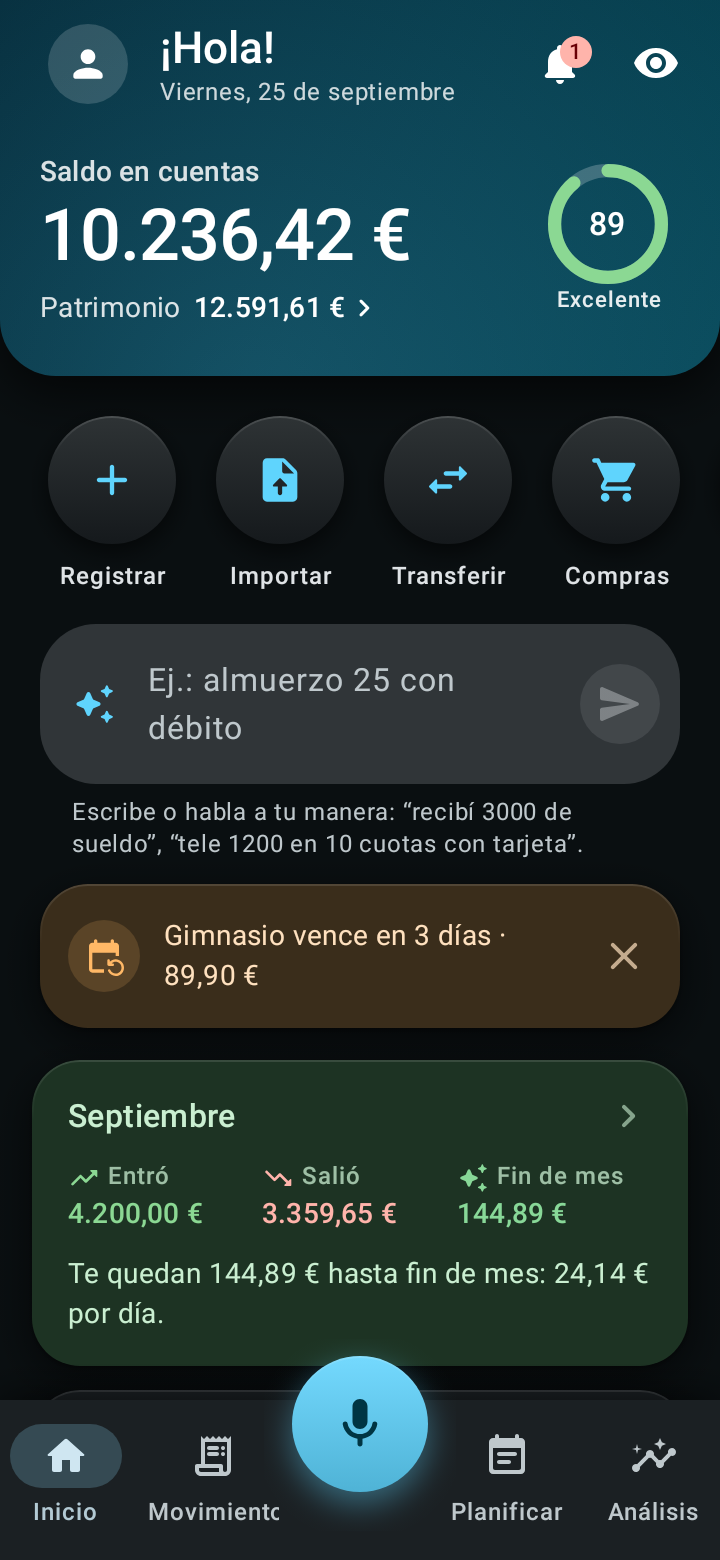 ¡Hola!
Viernes, 25 de septiembre
1
Saldo en cuentas
10.236,42 €
Patrimonio 12.591,61 €
89
Excelente
Registrar
Importar
Transferir
Compras
Ej.: almuerzo 25 con
débito
Escribe o habla a tu manera: “recibí 3000 de
sueldo”, “tele 1200 en 10 cuotas con tarjeta”.
Gimnasio vence en 3 días ·
89,90 €
Septiembre
Entró
4.200,00 €
Salió
3.359,65 €
Fin de mes
144,89 €
Te quedan 144,89 € hasta fin de mes: 24,14 €
por día.
Inicio
Movimiento
Planificar
Análisis